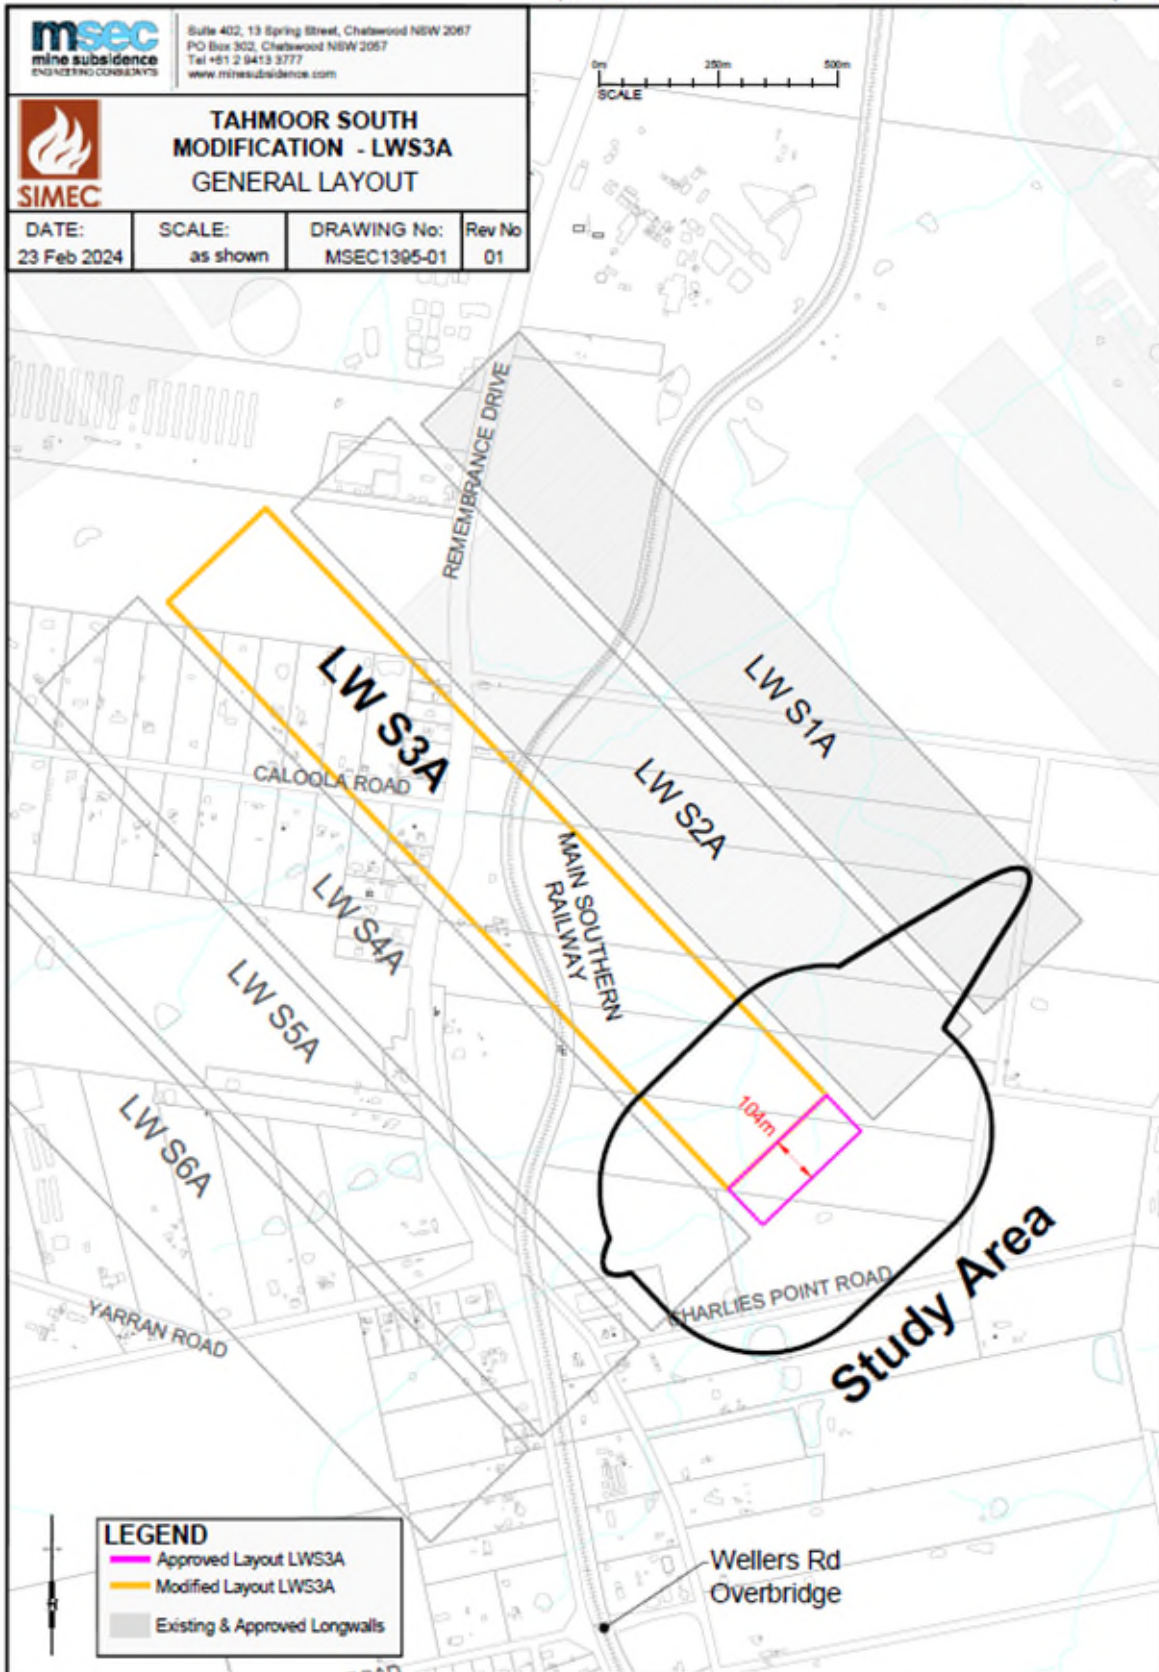 msec
mine subsidence
ENGINEERING CONSULTANTS
Suite 402, 13 Spring Street, Chatswood NSW 2067
PO Box 302, Chatswood NSW 2057
Tel +61 2 9413 3777
www.minesubsidence.com
SIMEC
TAHMOOR SOUTH
MODIFICATION - LWS3A
GENERAL LAYOUT
DATE:
23 Feb 2024
SCALE:
as shown
DRAWING No:
MSEC1395-01
Rev No
01
0m 250m 500m
SCALE
REMEMBRANCE DRIVE
LW S1A
LW S2A
LW S3A
CALOOLA ROAD
MAIN SOUTHERN
RAILWAY
LW S4A
LW S5A
LW S6A
104m
YARRAN ROAD
CHARLIES POINT ROAD
Study Area
LEGEND
Approved Layout LWS3A
Modified Layout LWS3A
Existing & Approved Longwalls
Wellers Rd
Overbridge